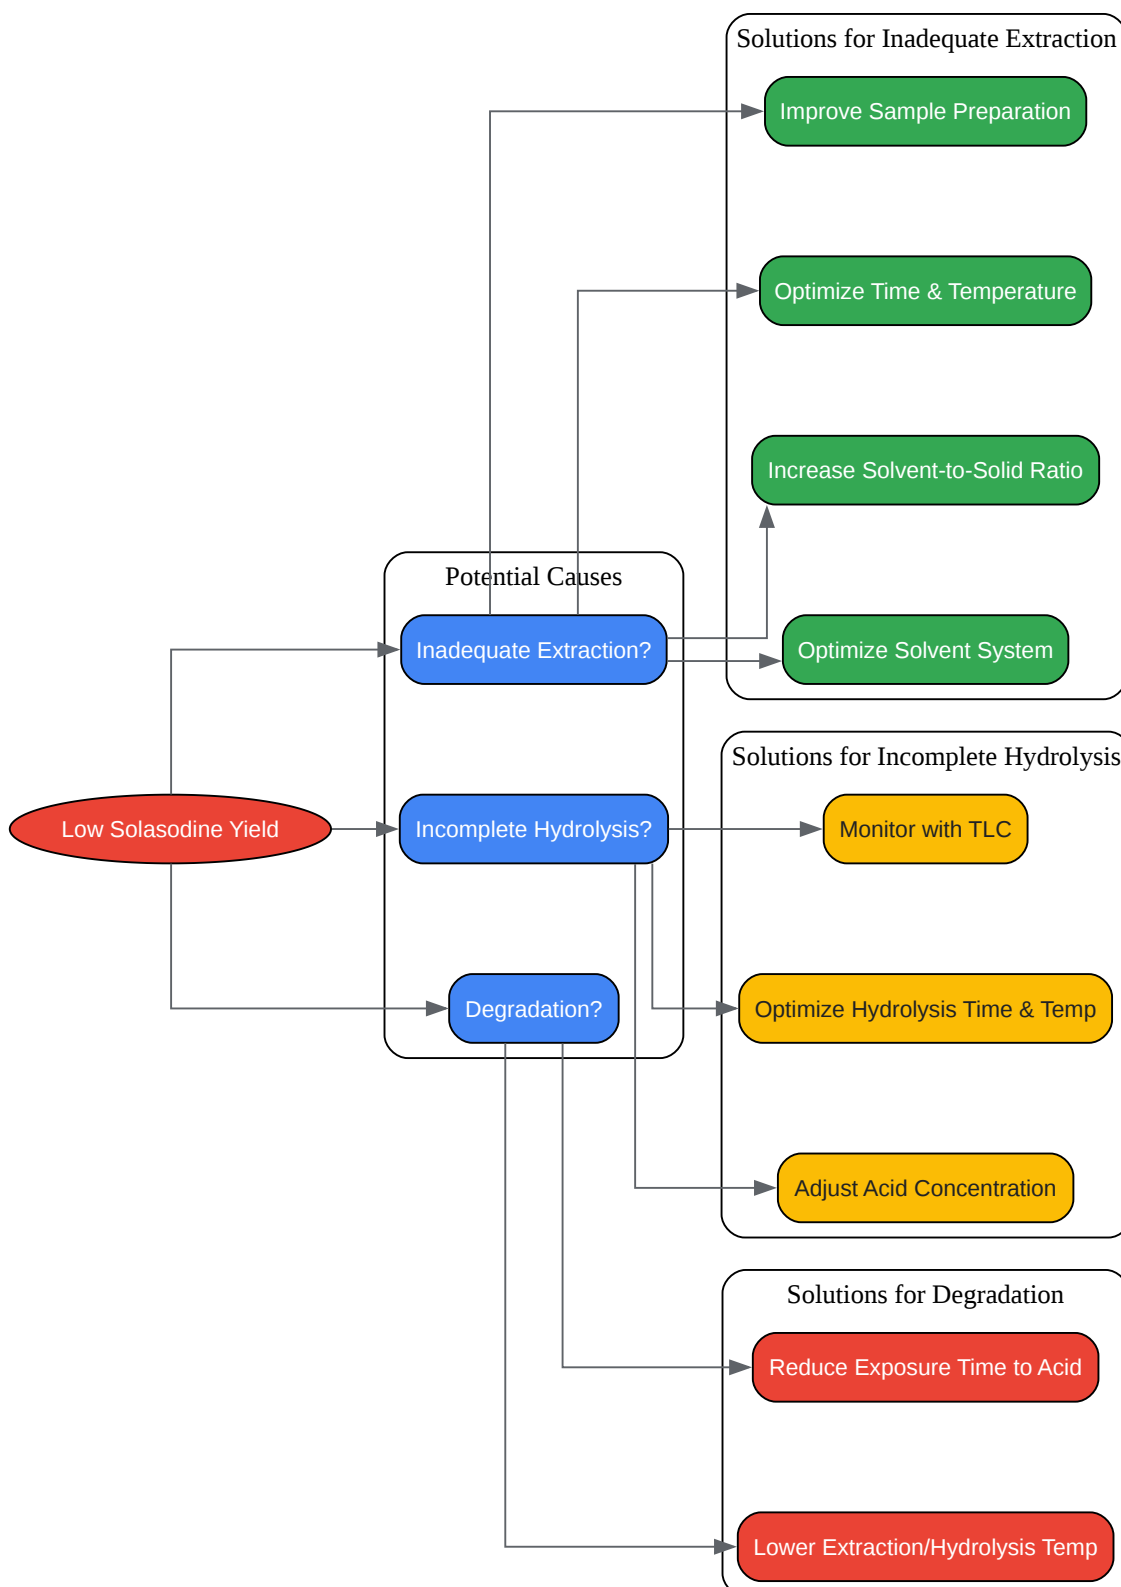 Solutions for Inadequate Extraction
Improve Sample Preparation
Optimize Time & Temperature
Increase Solvent-to-Solid Ratio
Optimize Solvent System
Potential Causes
Inadequate Extraction?
Incomplete Hydrolysis?
Degradation?
Low Solasodine Yield
Solutions for Incomplete Hydrolysis
Monitor with TLC
Optimize Hydrolysis Time & Temp
Adjust Acid Concentration
Solutions for Degradation
Reduce Exposure Time to Acid
Lower Extraction/Hydrolysis Temp